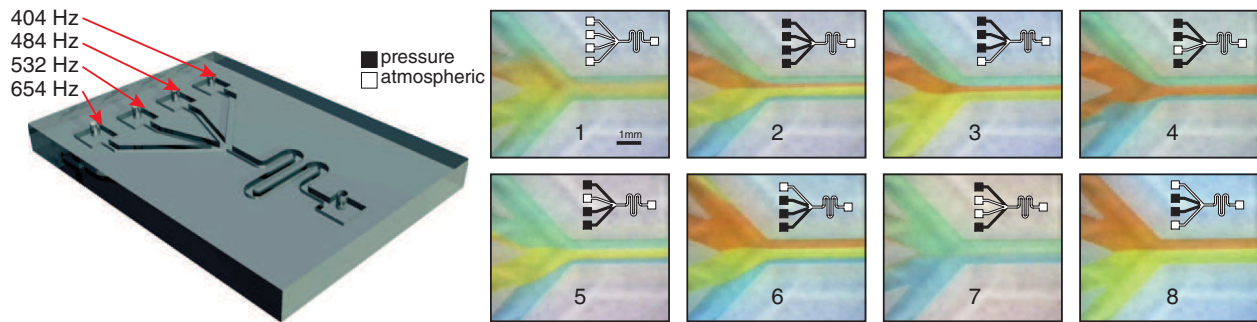 404 Hz
484 Hz
532 Hz
654 Hz
pressure
atmospheric
1
1mm
2
3
4
5
6
7
8